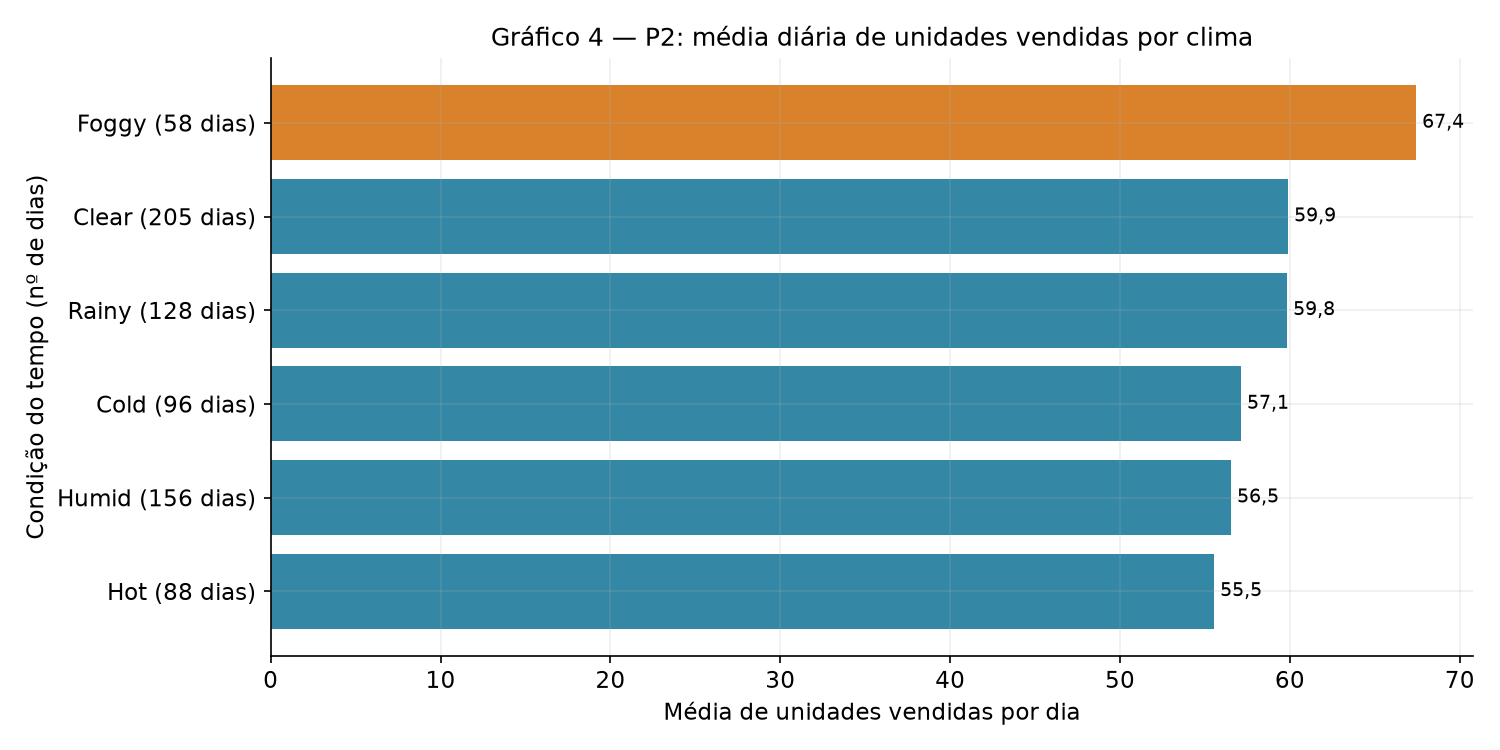 Gráfico 4 — P2: média diária de unidades vendidas por clima
Condição do tempo (nº de dias)
Foggy (58 dias)
67,4
Clear (205 dias)
59,9
Rainy (128 dias)
59,8
Cold (96 dias)
57,1
Humid (156 dias)
56,5
Hot (88 dias)
55,5
0 10 20 30 40 50 60 70
Média de unidades vendidas por dia